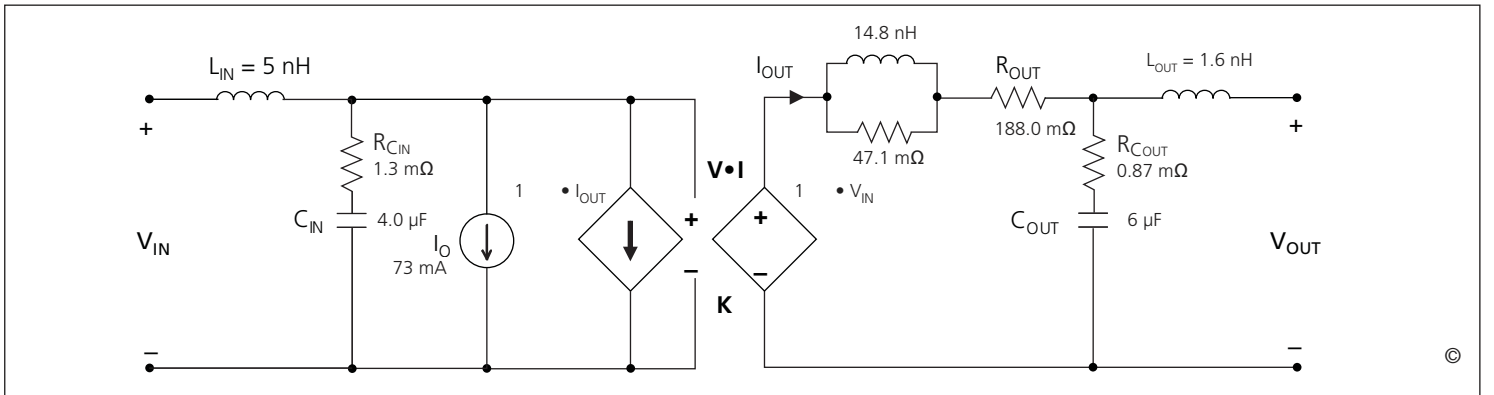 L_IN = 5 nH
+
−
V_IN
R_CIN
1.3 mΩ
C_IN
4.0 µF
I_O
73 mA
1 • I_OUT
+
−
V•I
K
1 • V_IN
+
−
I_OUT
14.8 nH
47.1 mΩ
R_OUT
188.0 mΩ
R_COUT
0.87 mΩ
C_OUT
6 µF
L_OUT = 1.6 nH
+
−
V_OUT
©